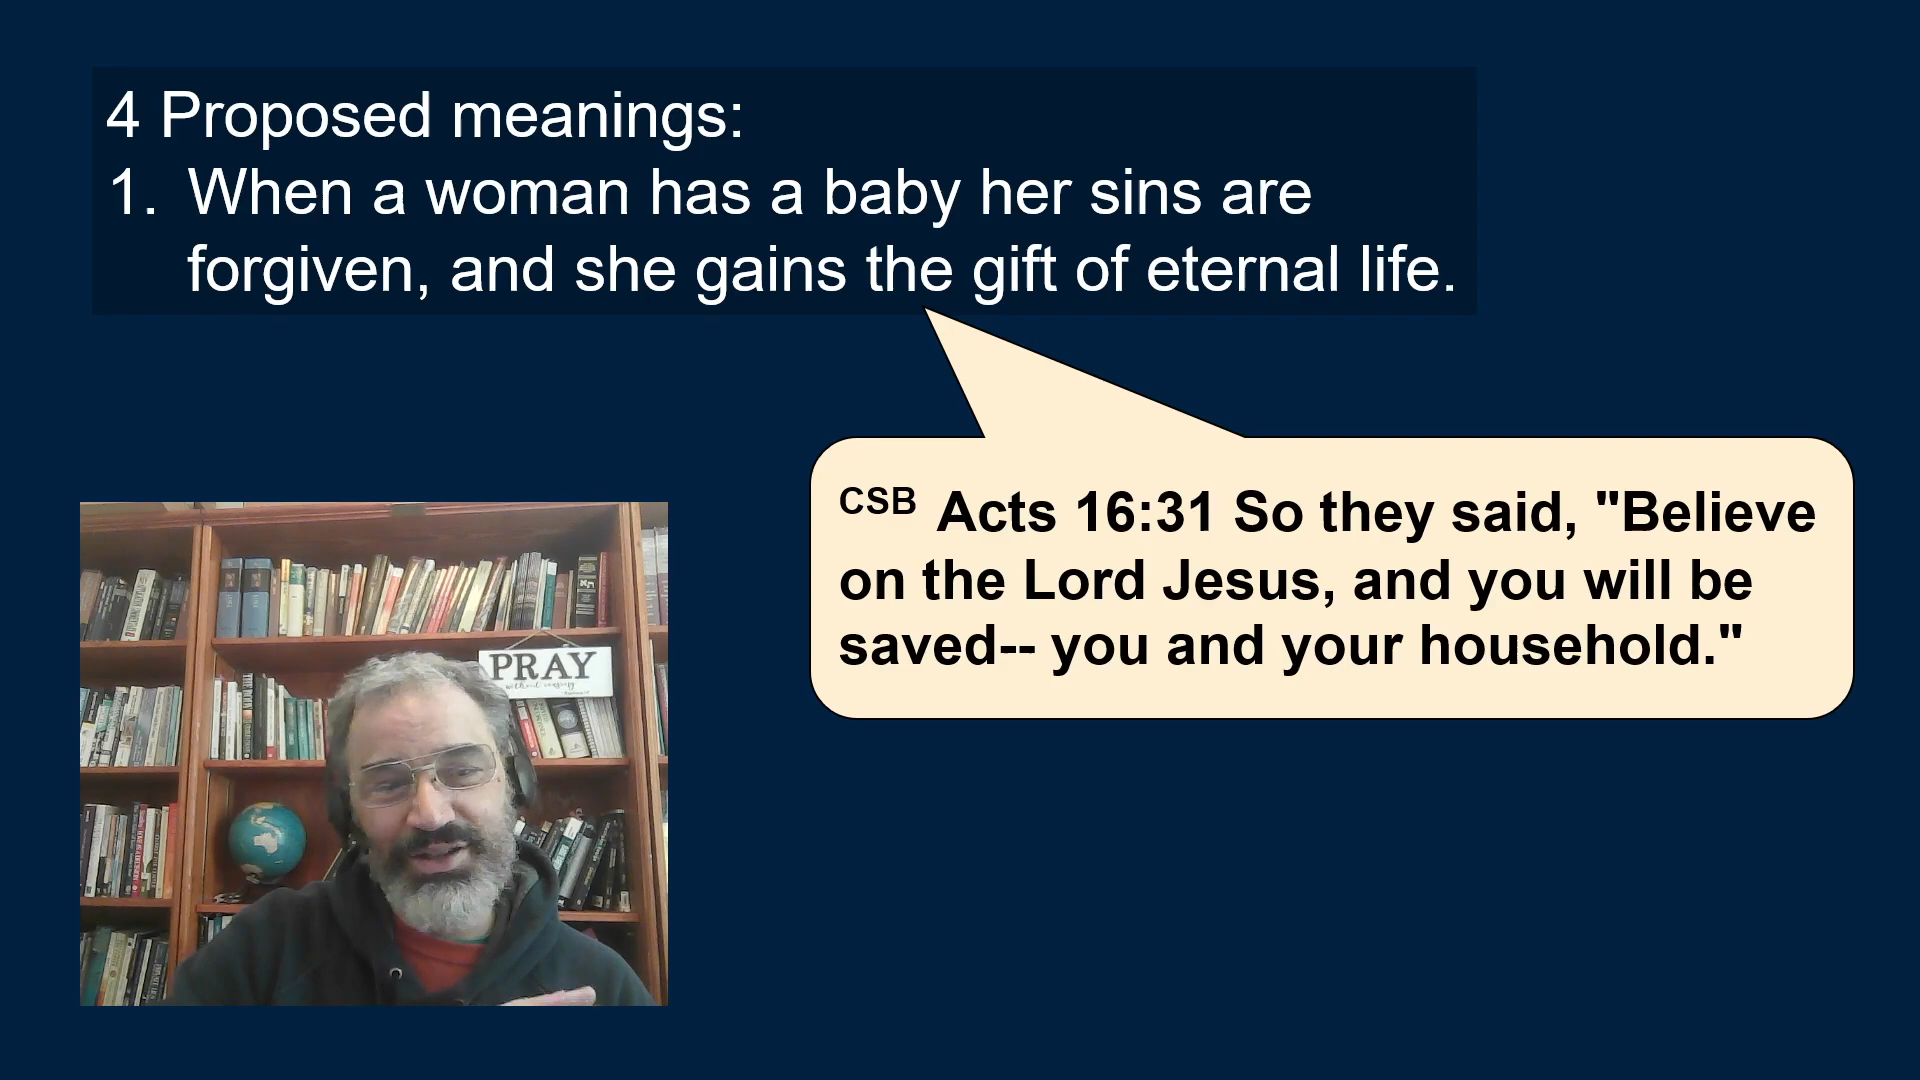 4 Proposed meanings:
1. When a woman has a baby her sins are
forgiven, and she gains the gift of eternal life.
CSB Acts 16:31 So they said, "Believe
on the Lord Jesus, and you will be
saved-- you and your household."
PRAY
without ceasing